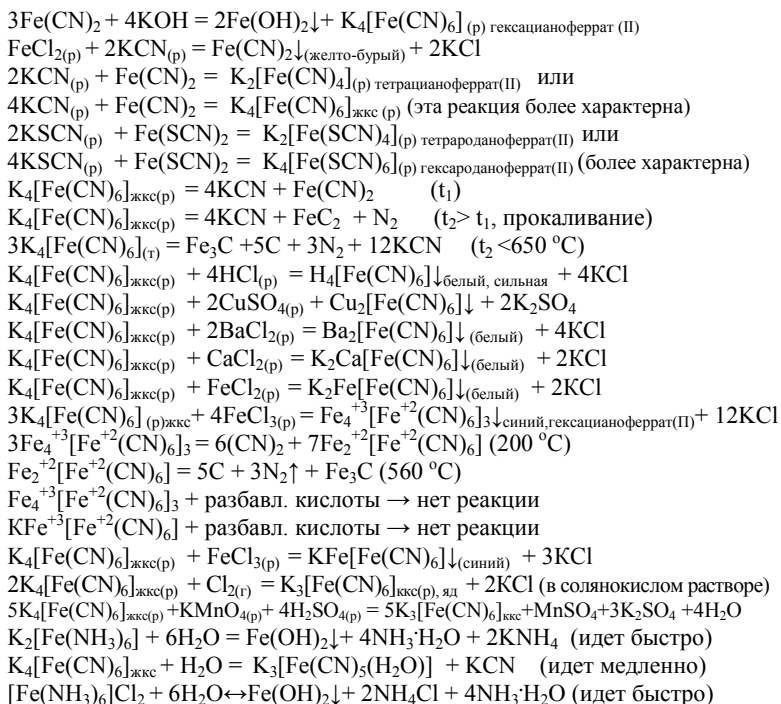 3Fe(CN)₂ + 4KOH = 2Fe(OH)₂↓+ K₄[Fe(CN)₆] (р) гексацианоферрат (II)
FeCl₂(р) + 2KCN(р) = Fe(CN)₂↓(желто-бурый) + 2KCl
2KCN(р) + Fe(CN)₂ = K₂[Fe(CN)₄](р) тетрацианоферрат(II) или
4KCN(р) + Fe(CN)₂ = K₄[Fe(CN)₆]жкс (р) (эта реакция более характерна)
2KSCN(р) + Fe(SCN)₂ = K₂[Fe(SCN)₄](р) тетрароданоферрат(II) или
4KSCN(р) + Fe(SCN)₂ = K₄[Fe(SCN)₆](р) гексароданоферрат(II) (более характерна)
K₄[Fe(CN)₆]жкс(р) = 4KCN + Fe(CN)₂ (t₁)
K₄[Fe(CN)₆]жкс(р) = 4KCN + FeC₂ + N₂ (t₂> t₁, прокаливание)
3K₄[Fe(CN)₆](т) = Fe₃C +5C + 3N₂ + 12KCN (t₂ <650 °C)
K₄[Fe(CN)₆]жкс(р) + 4HCl(р) = H₄[Fe(CN)₆]↓белый, сильная + 4KCl
K₄[Fe(CN)₆]жкс(р) + 2CuSO₄(р) + Cu₂[Fe(CN)₆]↓ + 2K₂SO₄
K₄[Fe(CN)₆]жкс(р) + 2BaCl₂(р) = Ba₂[Fe(CN)₆]↓ (белый) + 4KCl
K₄[Fe(CN)₆]жкс(р) + CaCl₂(р) = K₂Ca[Fe(CN)₆]↓(белый) + 2KCl
K₄[Fe(CN)₆]жкс(р) + FeCl₂(р) = K₂Fe[Fe(CN)₆]↓(белый) + 2KCl
3K₄[Fe(CN)₆] (р)жкс+ 4FeCl₃(р) = Fe₄⁺³[Fe⁺²(CN)₆]₃↓синий,гексацианоферрат(П)+ 12KCl
3Fe₄⁺³[Fe⁺²(CN)₆]₃ = 6(CN)₂ + 7Fe₂⁺²[Fe⁺²(CN)₆] (200 °C)
Fe₂⁺²[Fe⁺²(CN)₆] = 5C + 3N₂↑ + Fe₃C (560 °C)
Fe₄⁺³[Fe⁺²(CN)₆]₃ + разбавл. кислоты → нет реакции
KFe⁺³[Fe⁺²(CN)₆] + разбавл. кислоты → нет реакции
K₄[Fe(CN)₆]жкс(р) + FeCl₃(р) = KFe[Fe(CN)₆]↓(синий) + 3KCl
2K₄[Fe(CN)₆]жкс(р) + Cl₂(г) = K₃[Fe(CN)₆]ккс(р), яд + 2KCl (в солянокислом растворе)
5K₄[Fe(CN)₆]жкс(р) +KMnO₄(р)+ 4H₂SO₄(р) = 5K₃[Fe(CN)₆]ккс+MnSO₄+3K₂SO₄ +4H₂O
K₂[Fe(NH₃)₆] + 6H₂O = Fe(OH)₂↓+ 4NH₃·H₂O + 2KNH₄ (идет быстро)
K₄[Fe(CN)₆]жкс + H₂O = K₃[Fe(CN)₅(H₂O)] + KCN (идет медленно)
[Fe(NH₃)₆]Cl₂ + 6H₂O↔Fe(OH)₂↓+ 2NH₄Cl + 4NH₃·H₂O (идет быстро)